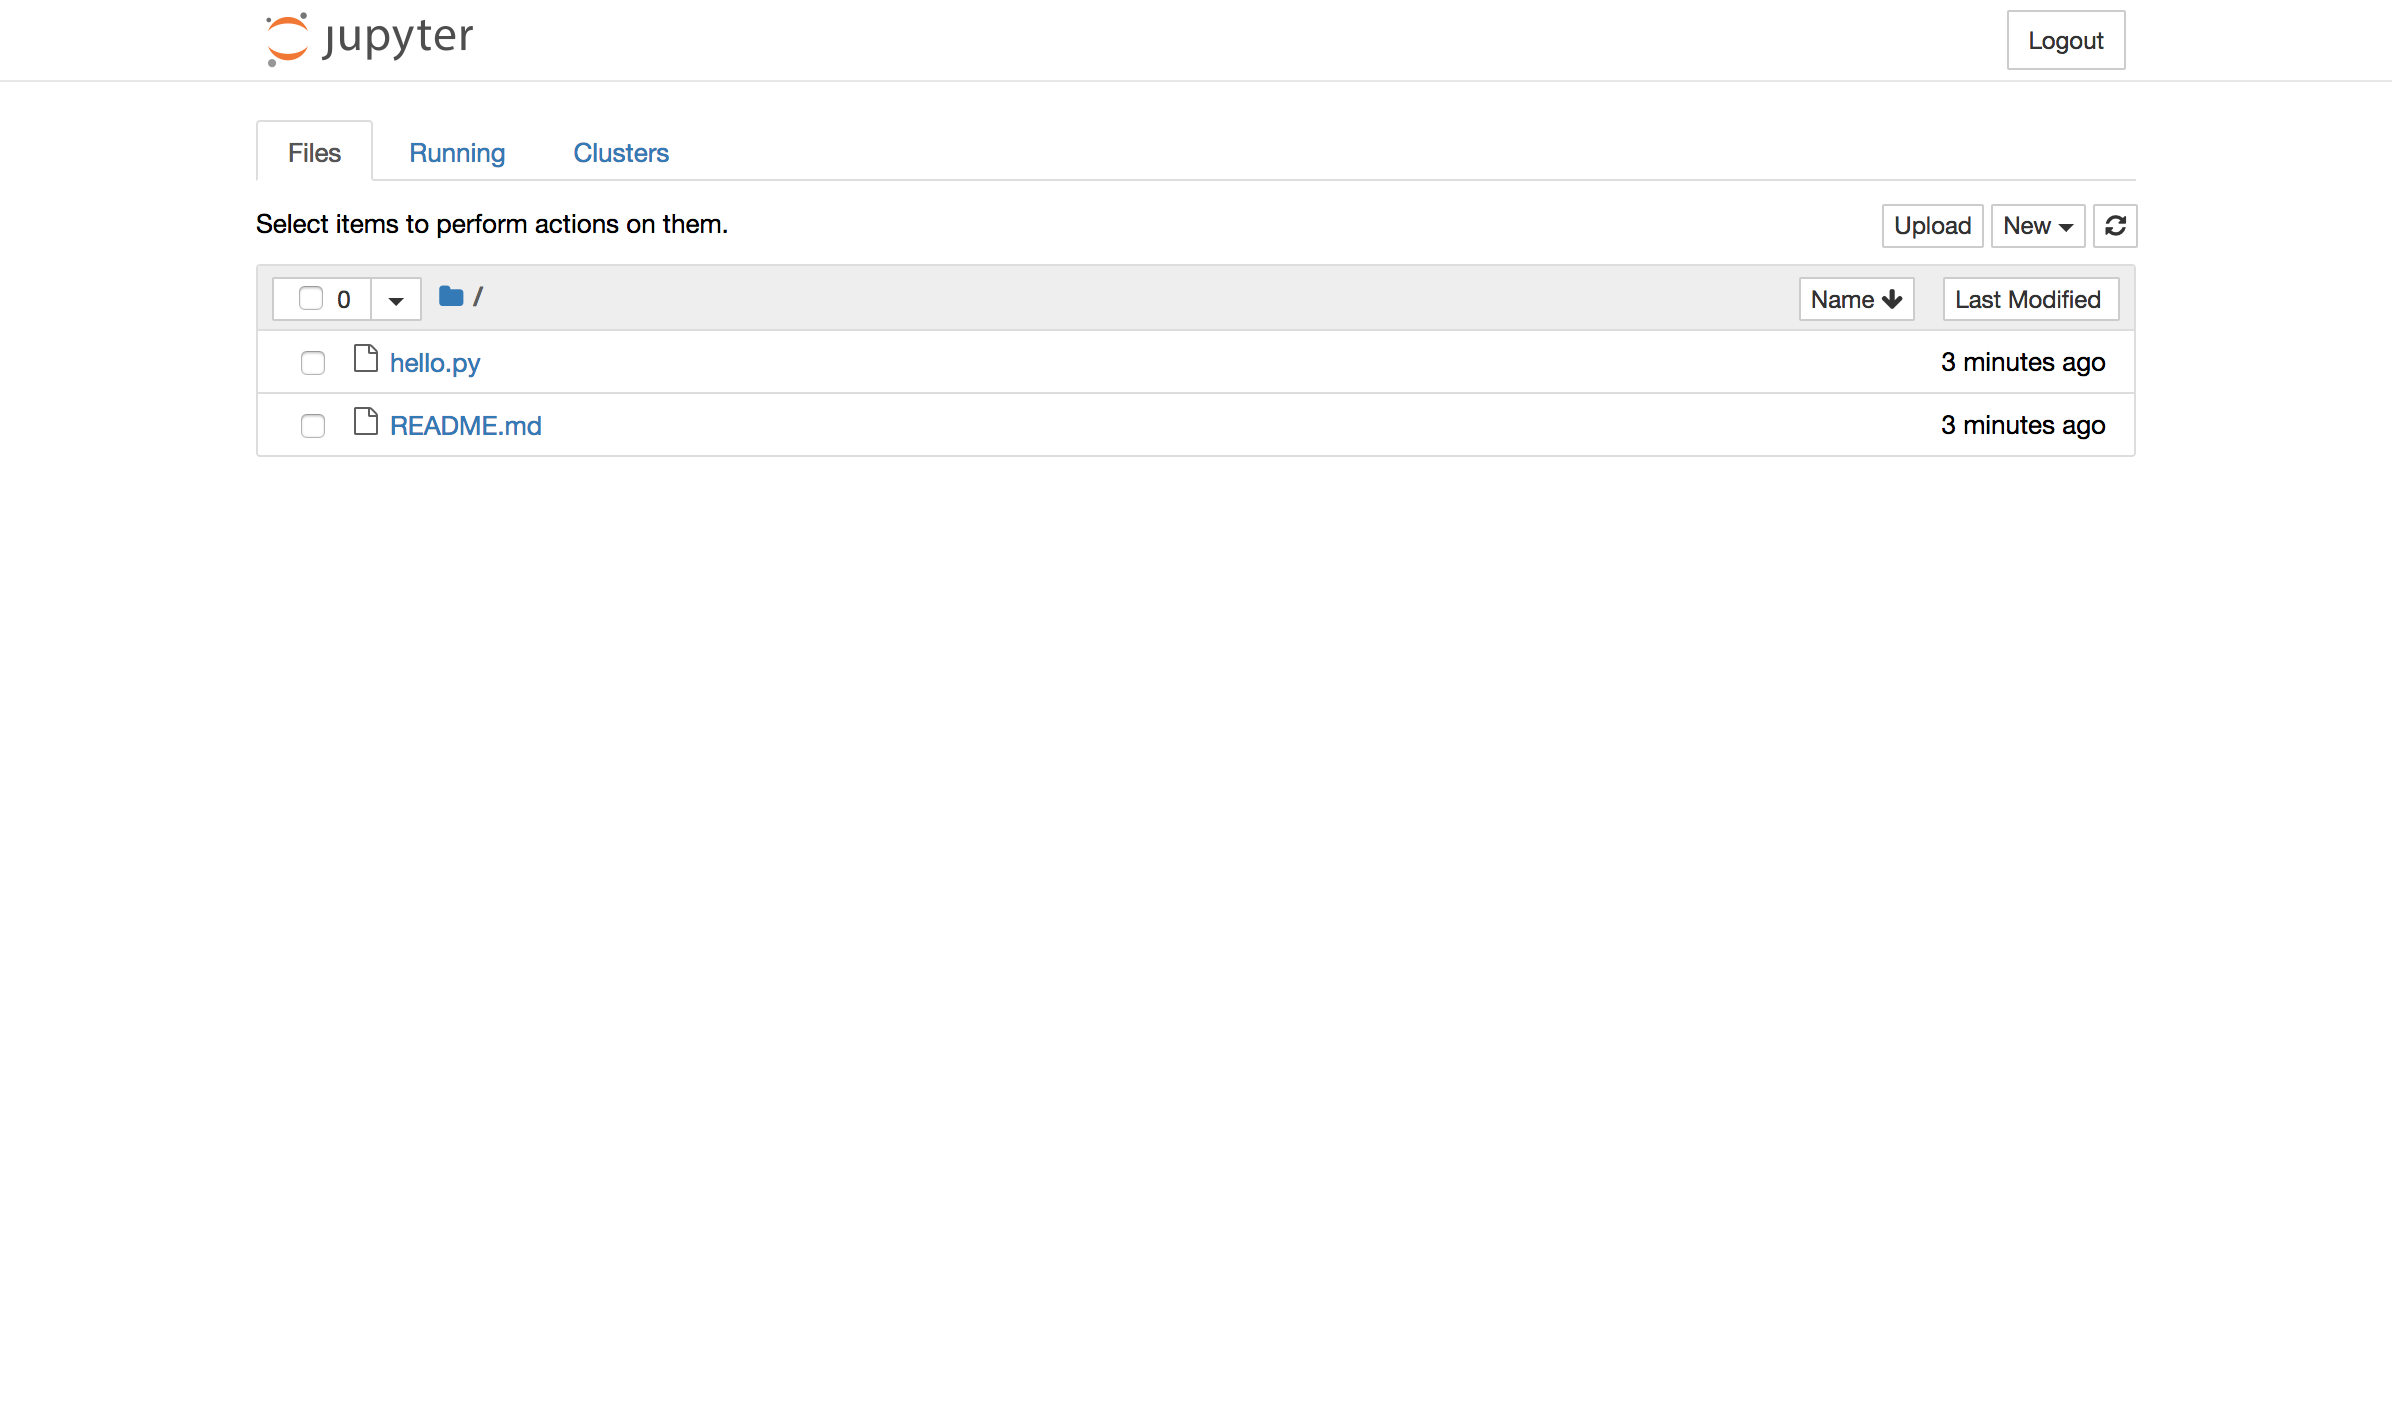 jupyter
Logout
Files Running Clusters
Select items to perform actions on them.
Upload New
0 / Name Last Modified
hello.py 3 minutes ago
README.md 3 minutes ago